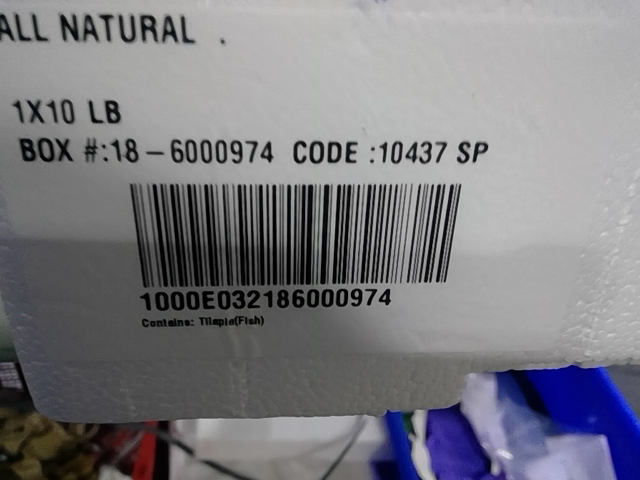 ALL NATURAL .
1X10 LB
BOX #:18-6000974 CODE :10437 SP
1000E032186000974
Contains: Tilapia(Fish)